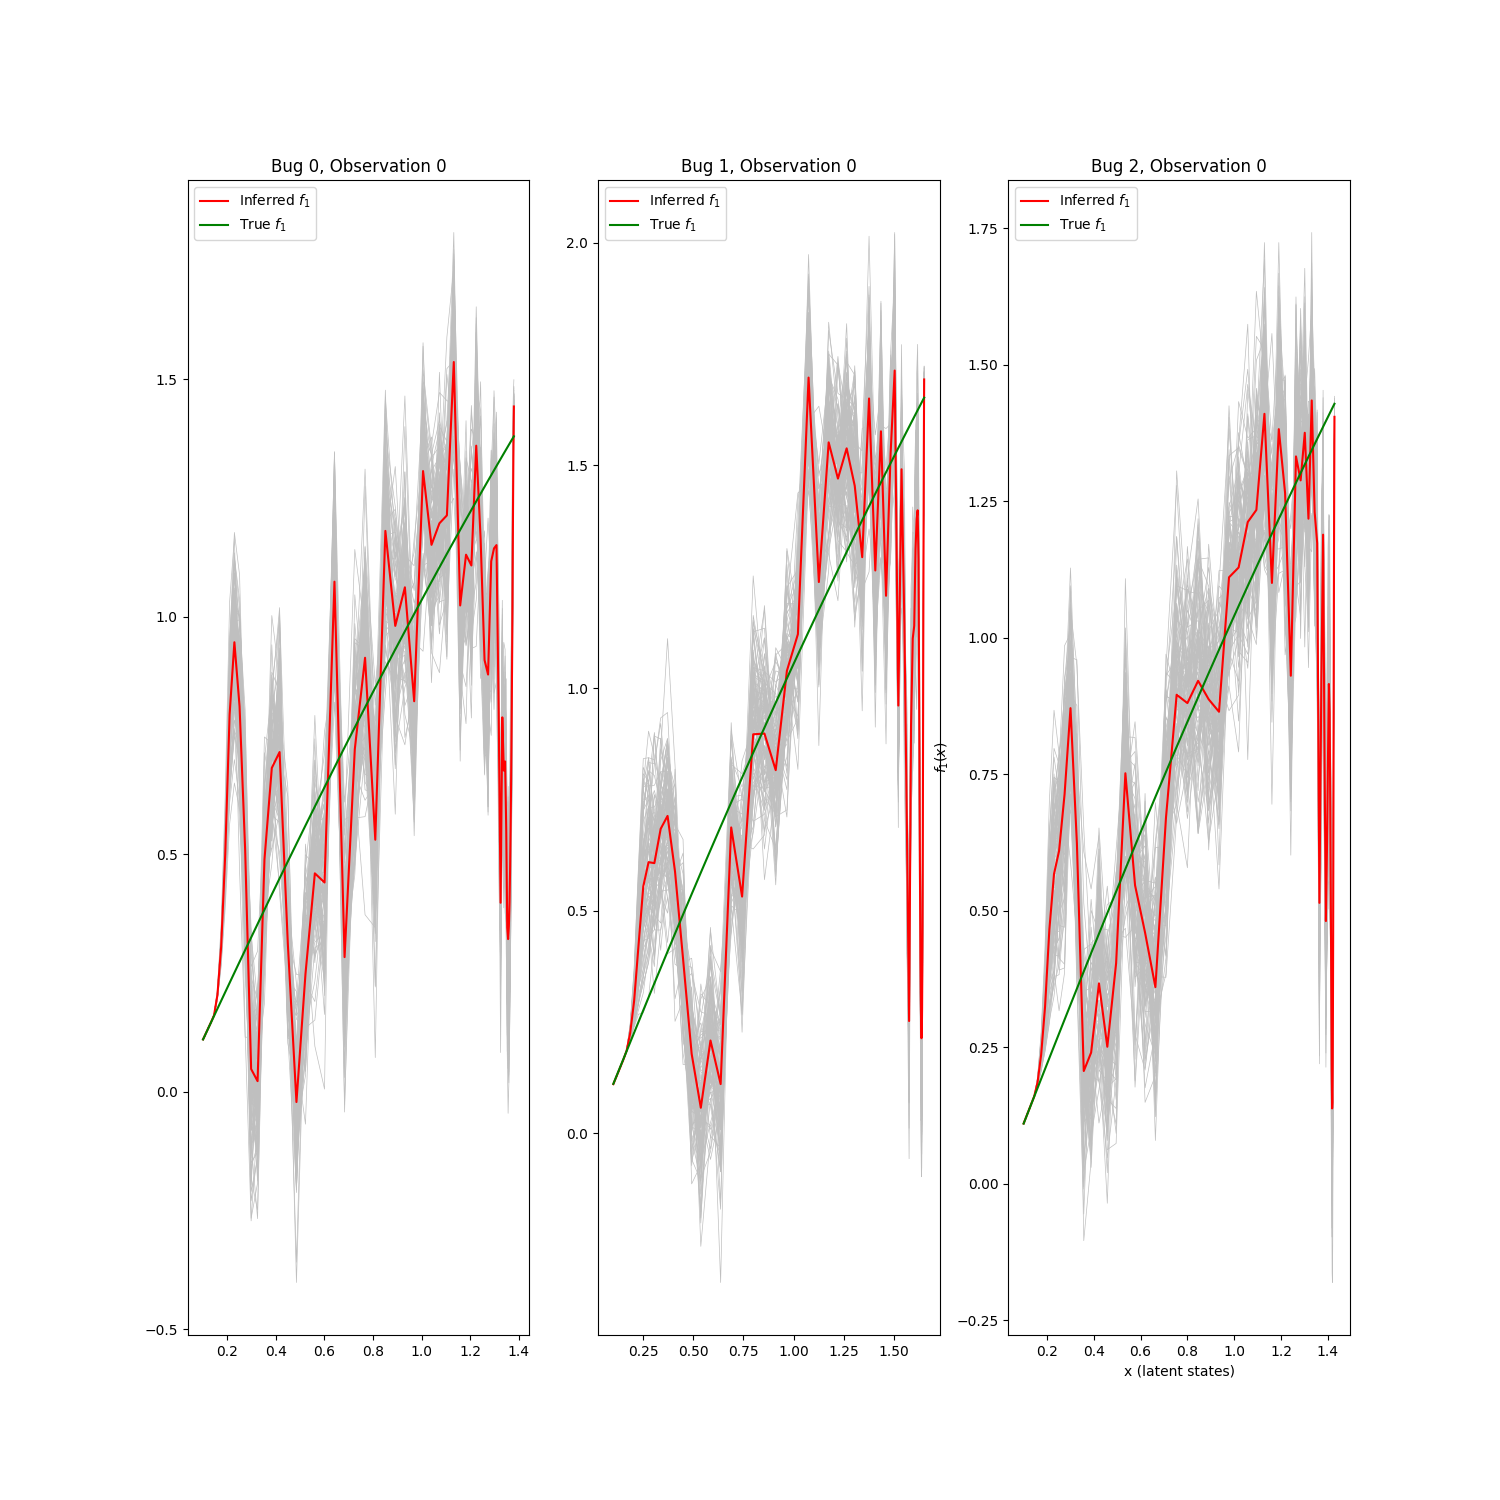 Bug 0, Observation 0
Inferred f₁
True f₁
1.5
1.0
0.5
0.0
−0.5
0.2 0.4 0.6 0.8 1.0 1.2 1.4
Bug 1, Observation 0
Inferred f₁
True f₁
2.0
1.5
1.0
0.5
0.0
0.25 0.50 0.75 1.00 1.25 1.50
Bug 2, Observation 0
Inferred f₁
True f₁
f₁(x)
1.75
1.50
1.25
1.00
0.75
0.50
0.25
0.00
−0.25
0.2 0.4 0.6 0.8 1.0 1.2 1.4
x (latent states)